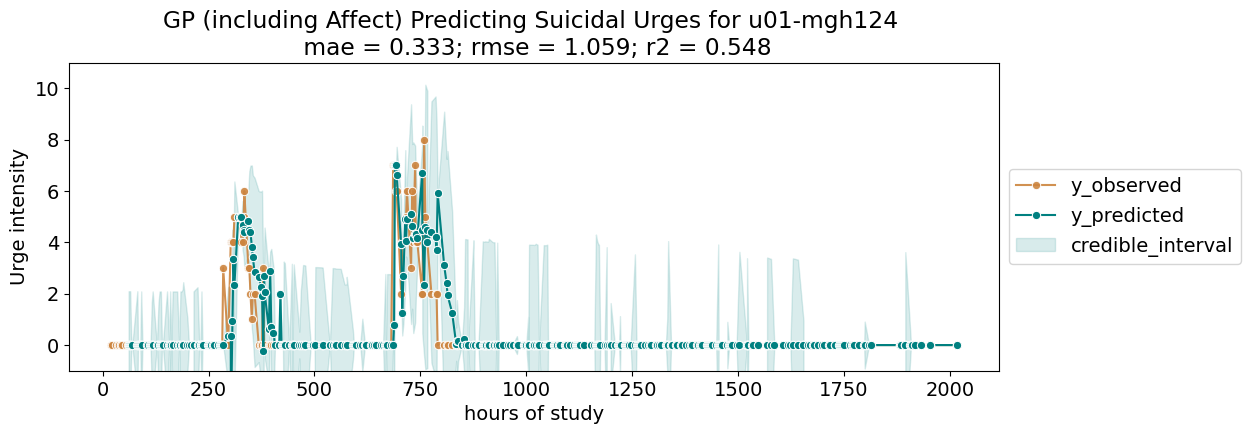 GP (including Affect) Predicting Suicidal Urges for u01-mgh124
mae = 0.333; rmse = 1.059; r2 = 0.548
Urge intensity
10
8
6
4
2
0
0 250 500 750 1000 1250 1500 1750 2000
hours of study
y_observed
y_predicted
credible_interval